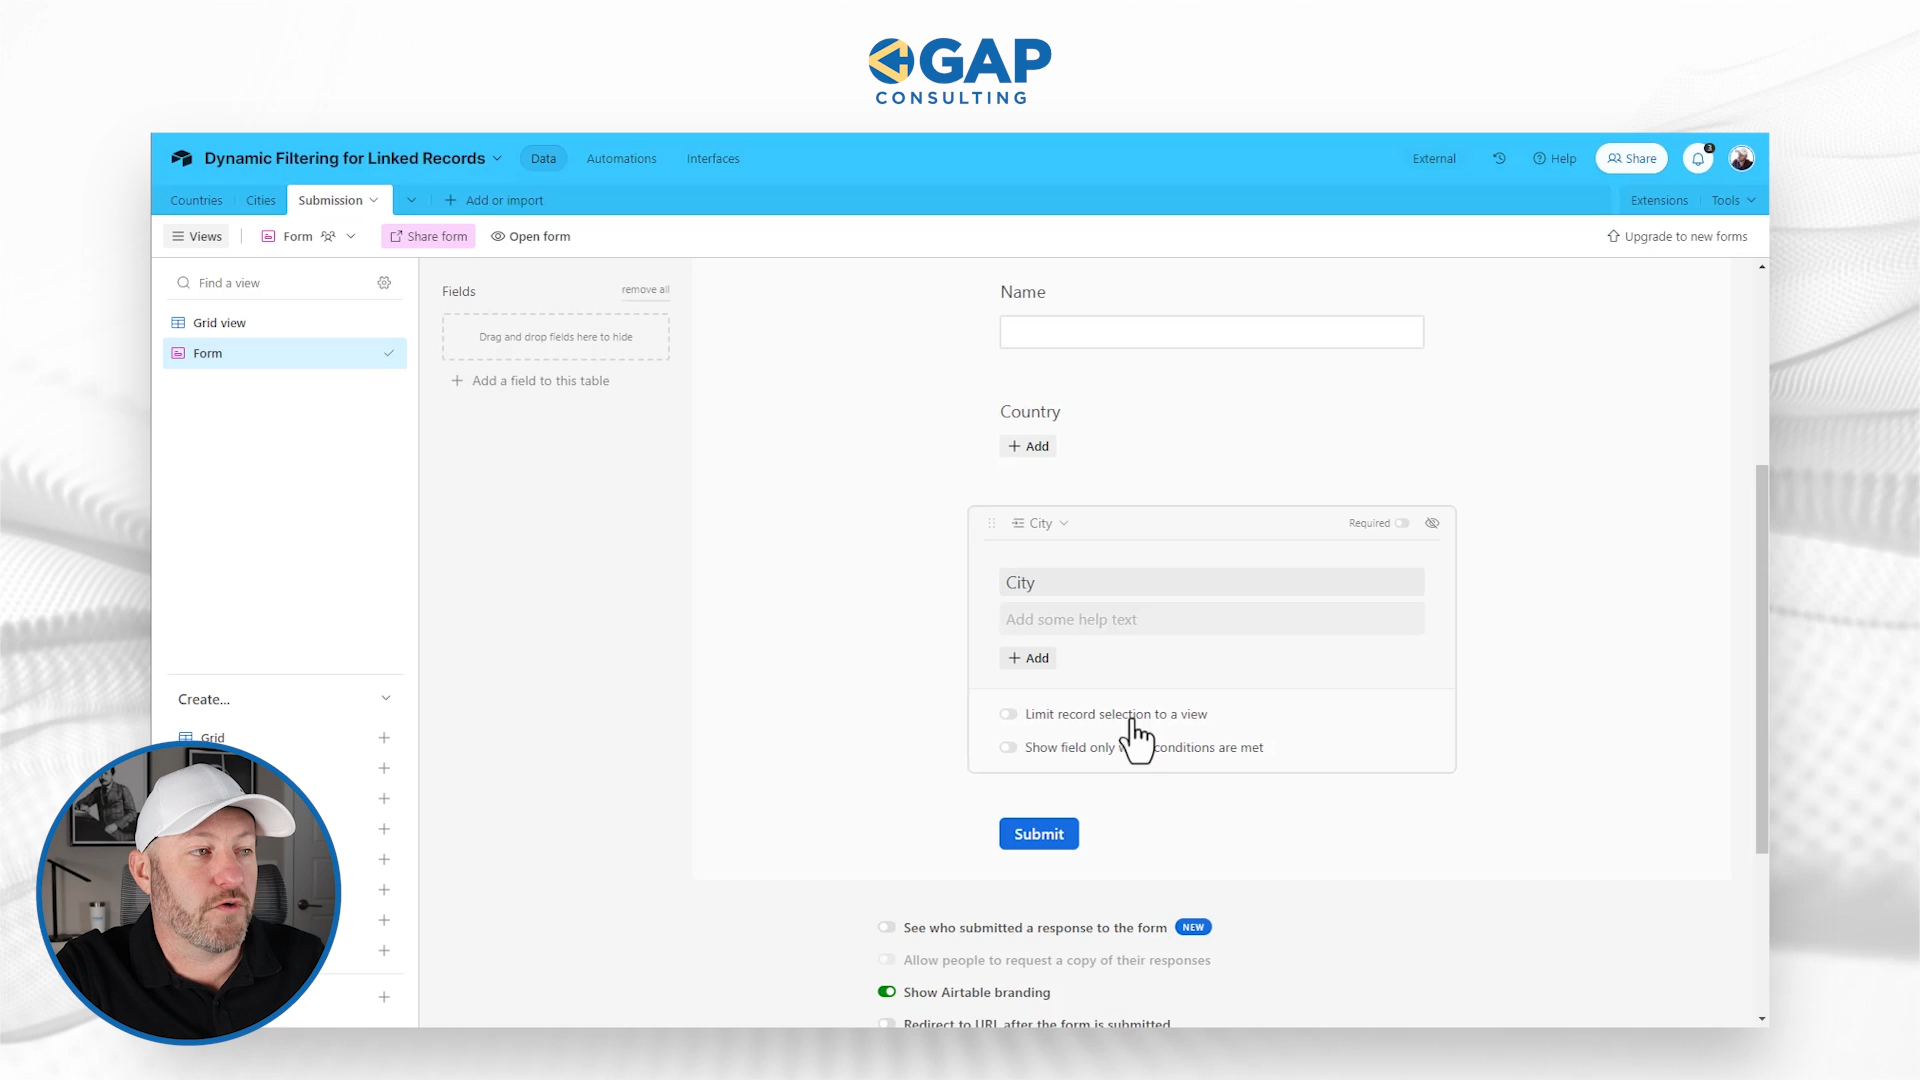 GAP
CONSULTING
Dynamic Filtering for Linked Records
Data
Automations
Interfaces
External
Help
Share
3
Countries
Cities
Submission
Add or import
Extensions
Tools
Views
Form
Share form
Open form
Upgrade to new forms
Find a view
Grid view
Form
Create...
Grid
Fields
remove all
Drag and drop fields here to hide
Add a field to this table
Name
Country
Add
City
Required
City
Add some help text
Add
Limit record selection to a view
Show field only conditions are met
Submit
See who submitted a response to the form NEW
Allow people to request a copy of their responses
Show Airtable branding
Redirect to URL after the form is submitted